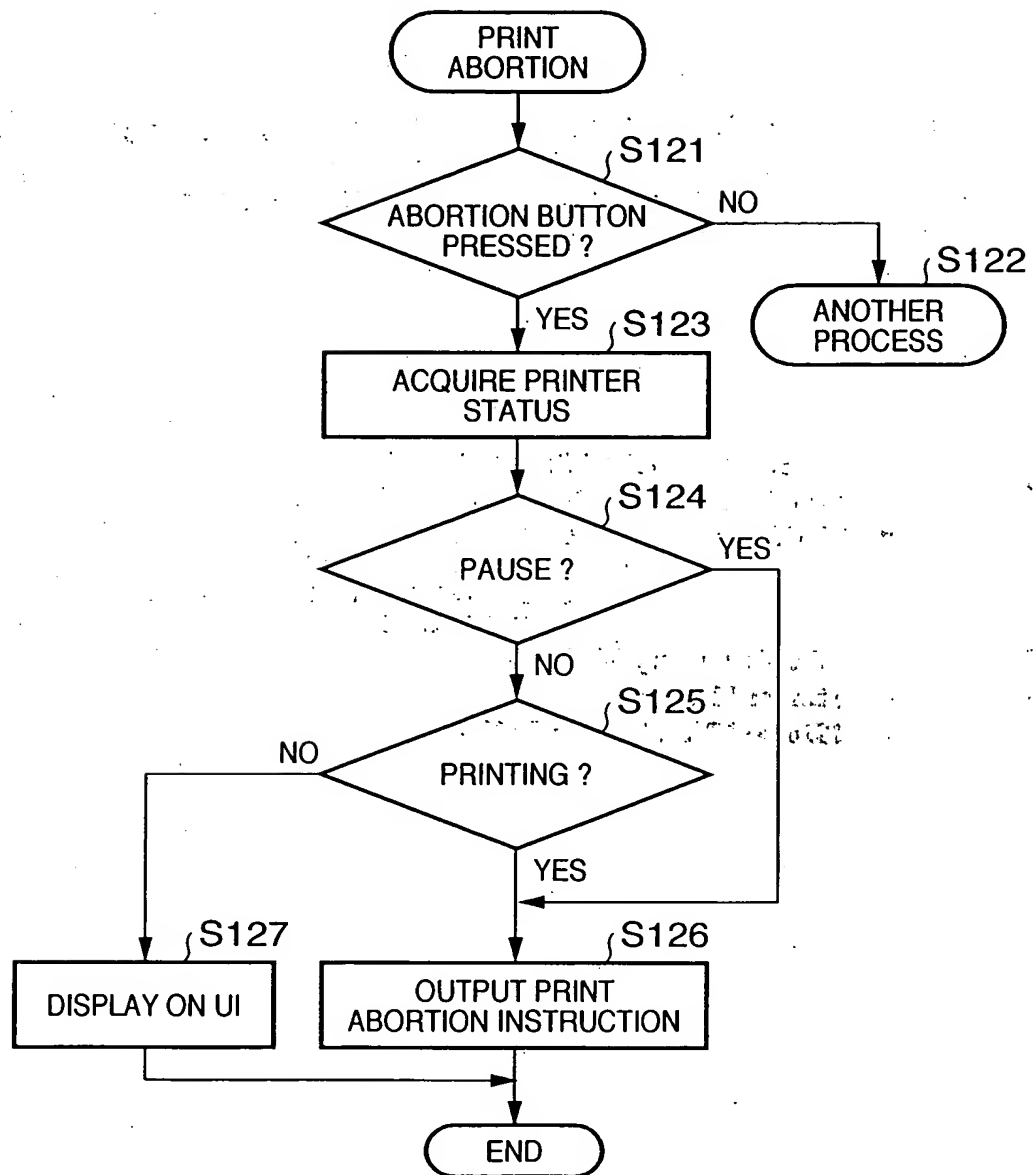 PRINT
ABORTION
S121
ABORTION BUTTON
PRESSED ?
NO
S122
ANOTHER
PROCESS
YES
S123
ACQUIRE PRINTER
STATUS
S124
PAUSE ?
YES
NO
S125
NO
PRINTING ?
YES
S127
DISPLAY ON UI
S126
OUTPUT PRINT
ABORTION INSTRUCTION
END